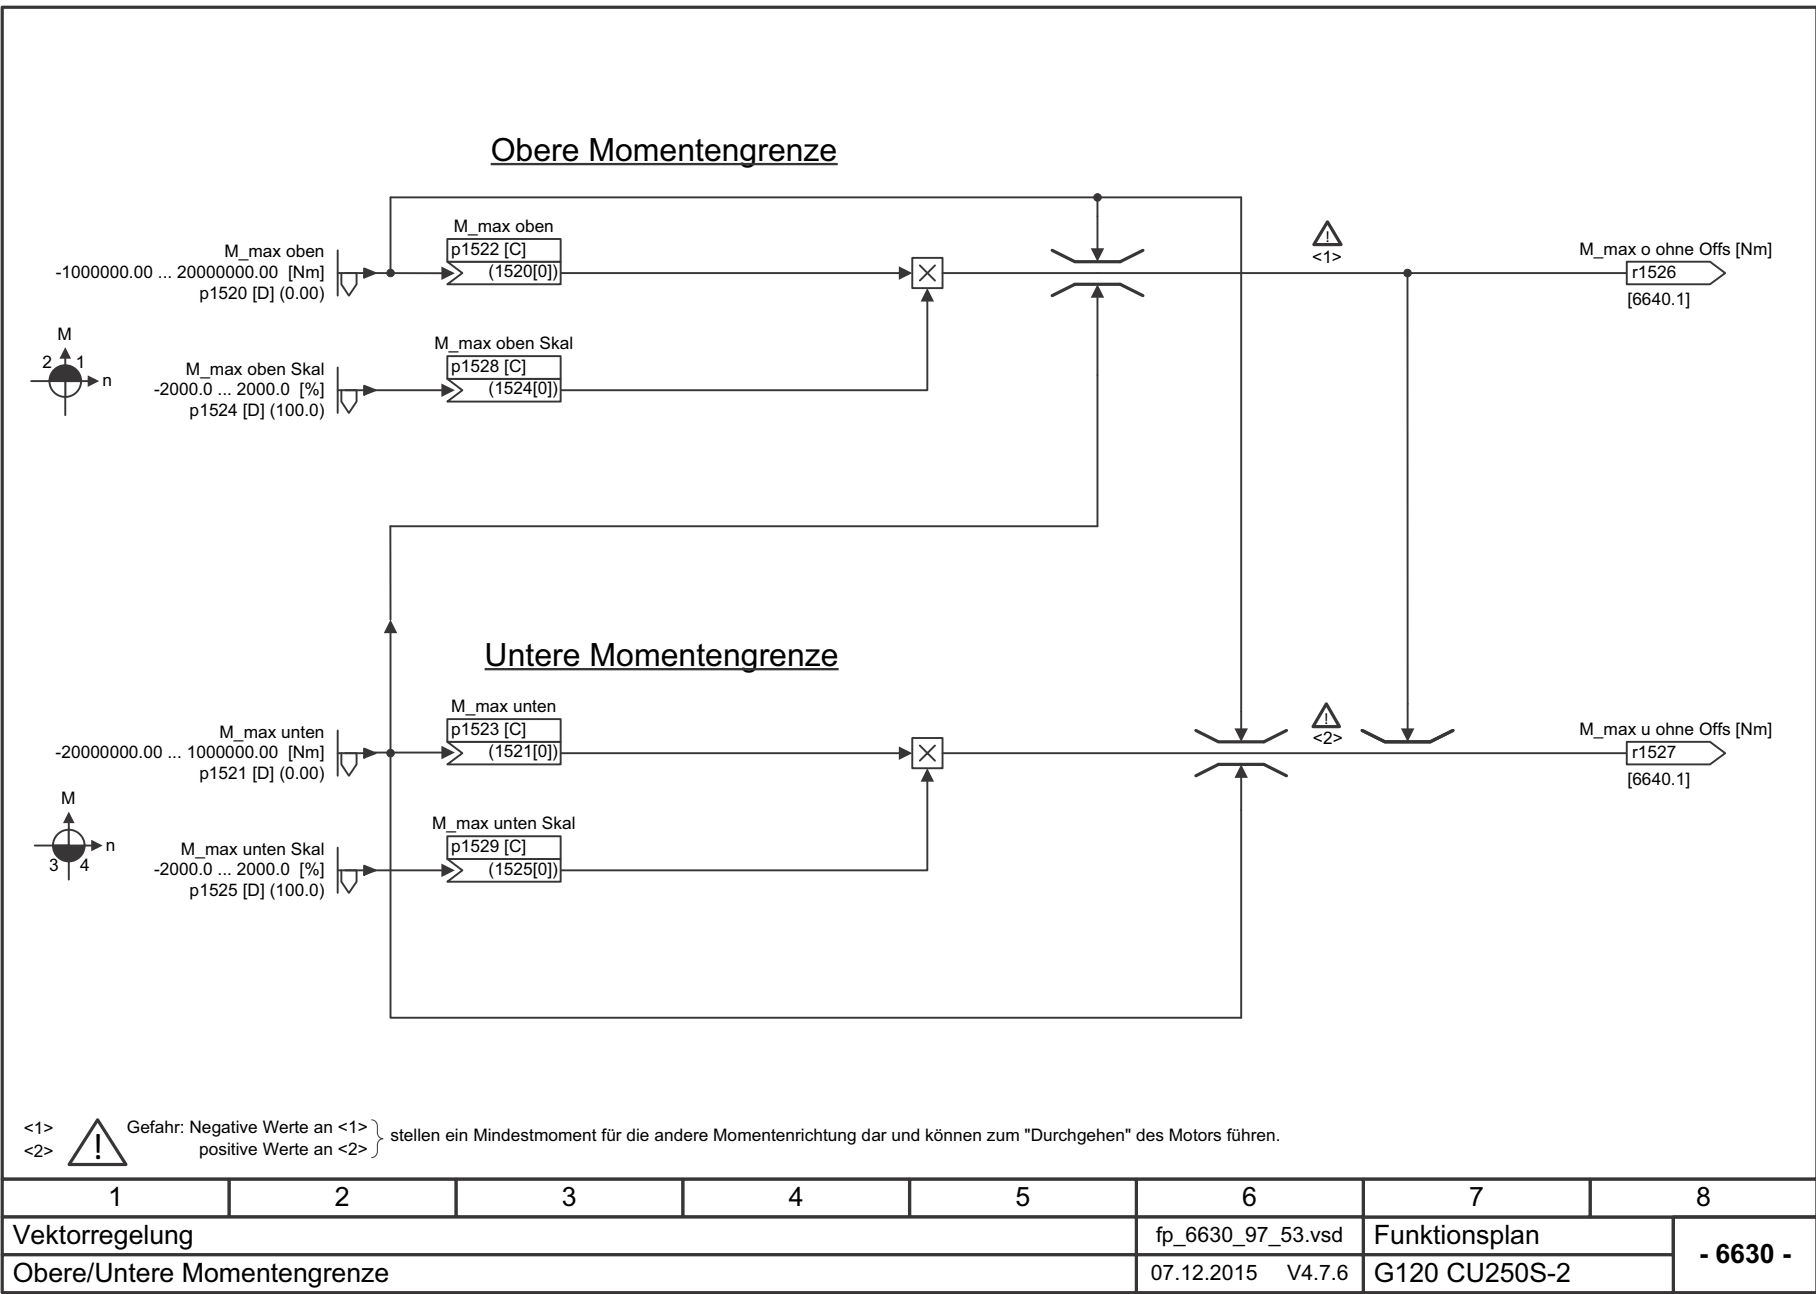 Obere Momentengrenze
M_max oben
-1000000.00 ... 20000000.00 [Nm]
p1520 [D] (0.00)
M_max oben
p1522 [C]
(1520[0])
<1>
M_max o ohne Offs [Nm]
r1526
[6640.1]
M
2 1
n
M_max oben Skal
-2000.0 ... 2000.0 [%]
p1524 [D] (100.0)
M_max oben Skal
p1528 [C]
(1524[0])
Untere Momentengrenze
M_max unten
-20000000.00 ... 1000000.00 [Nm]
p1521 [D] (0.00)
M_max unten
p1523 [C]
(1521[0])
<2>
M_max u ohne Offs [Nm]
r1527
[6640.1]
M
n
3 4
M_max unten Skal
-2000.0 ... 2000.0 [%]
p1525 [D] (100.0)
M_max unten Skal
p1529 [C]
(1525[0])
<1>
<2>
Gefahr: Negative Werte an <1>
positive Werte an <2>
stellen ein Mindestmoment für die andere Momentenrichtung dar und können zum "Durchgehen" des Motors führen.
1 2 3 4 5 6 7 8
Vektorregelung
fp_6630_97_53.vsd
Funktionsplan
- 6630 -
Obere/Untere Momentengrenze
07.12.2015 V4.7.6
G120 CU250S-2